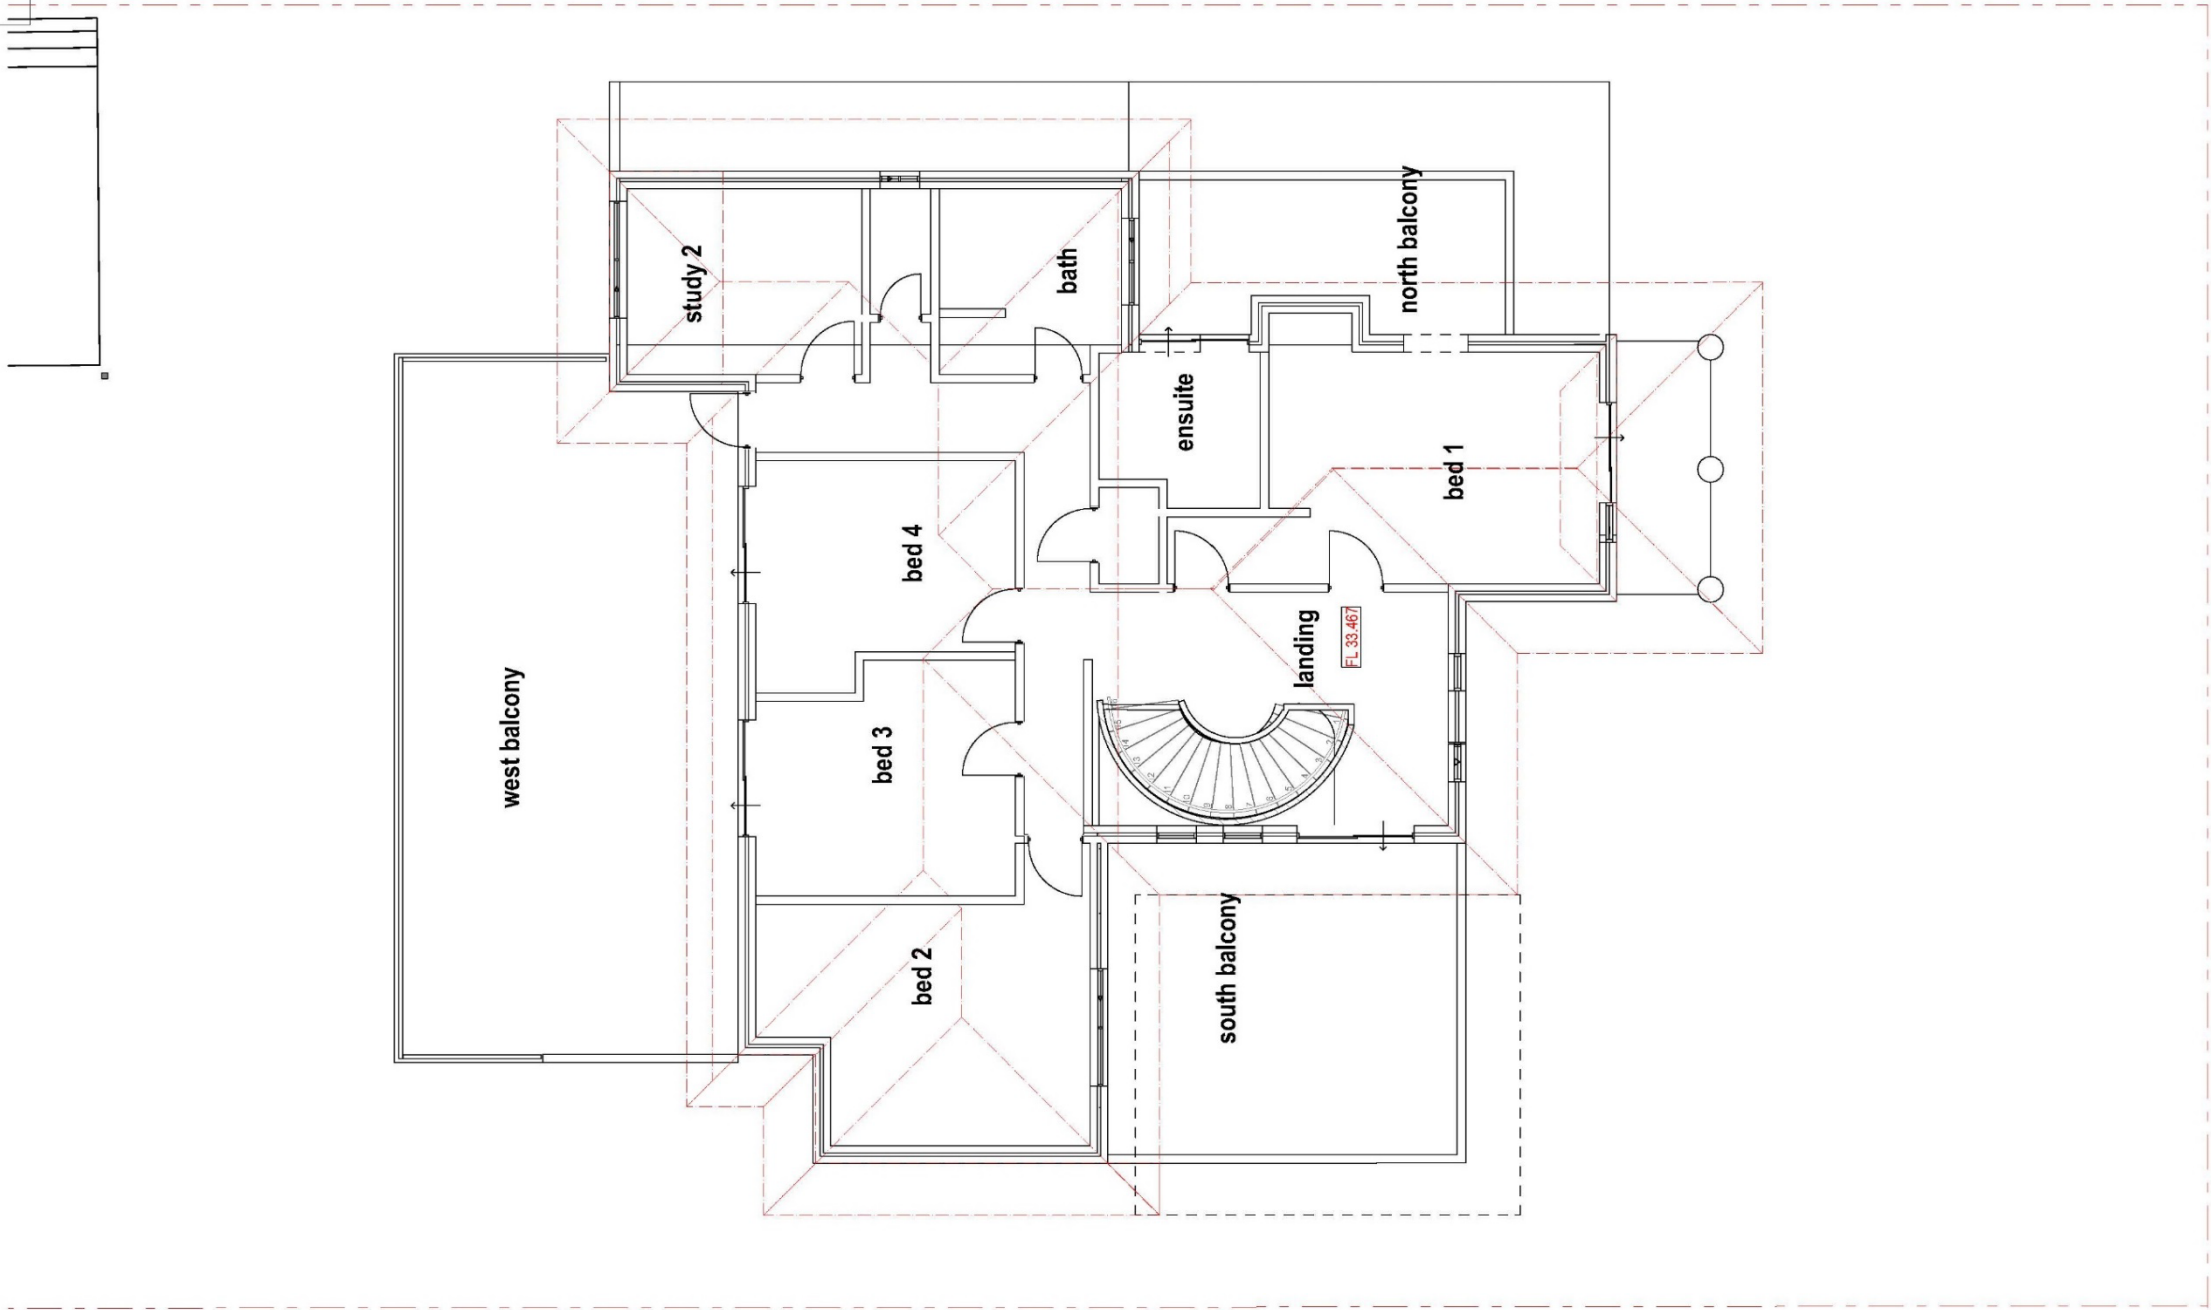 north balcony
study 2
bath
ensuite
bed 1
bed 4
landing
FL 33.467
west balcony
bed 3
bed 2
south balcony